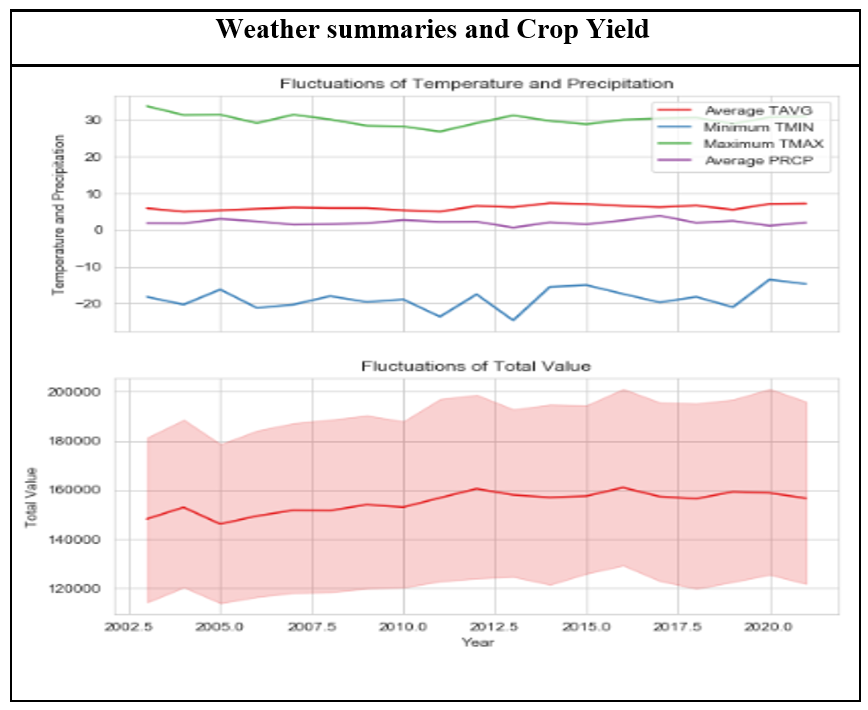 Weather summaries and Crop Yield
Fluctuations of Temperature and Precipitation
Temperature and Precipitation
30
20
10
0
−10
−20
Average TAVG
Minimum TMIN
Maximum TMAX
Average PRCP
Fluctuations of Total Value
Total Value
200000
180000
160000
140000
120000
2002.5 2005.0 2007.5 2010.0 2012.5 2015.0 2017.5 2020.0
Year